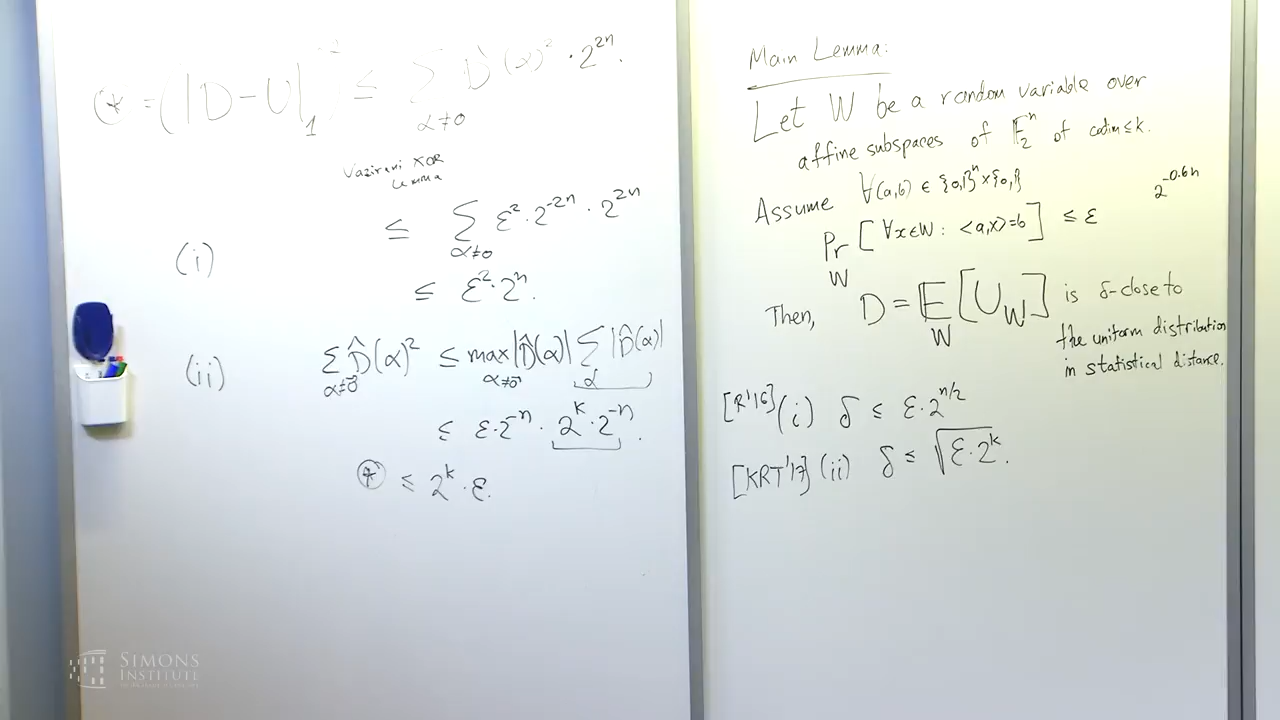 (* = (|D-U|₁)² ≤ Σ_{α≠0} D̂(α)² · 2^{2n}.
Vazirani XOR
Lemma
(i) ≤ Σ_{α≠0} ε² · 2^{-2n} · 2^{2n}
≤ ε² · 2^n.
(ii) Σ_{α≠0⃗} D̂(α)² ≤ max_{α≠0⃗} |D̂(α)| Σ_α |D̂(α)|
≤ ε · 2^{-n} · 2^k · 2^{-n}.
(*) ≤ 2^k · ε.
SIMONS
INSTITUTE
Main Lemma:
Let W be a random variable over
affine subspaces of F₂ⁿ of codim ≤ k.
Assume ∀(a,b) ∈ {0,1}ⁿ × {0,1}
2^{-0.6n}
Pr_W [∀x∈W : <a,x>=b] ≤ ε
Then, D = E_W [U_W] is δ-close to
the uniform distribution
in statistical distance.
[R'16] (i) δ ≤ ε · 2^{n/2}
[KRT'17] (ii) δ ≤ √(ε · 2^k).